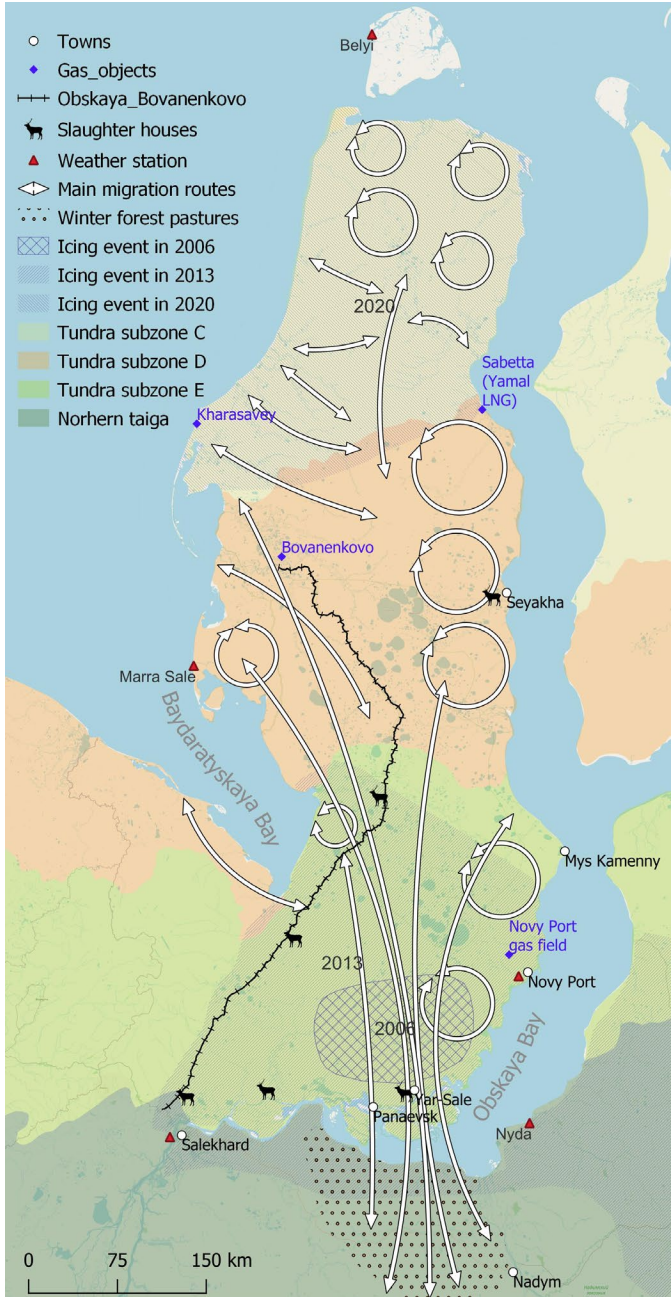 Belyi
Towns
Gas_objects
Obskaya_Bovanenkovo
Slaughter houses
Weather station
Main migration routes
Winter forest pastures
Icing event in 2006
Icing event in 2013
Icing event in 2020
Tundra subzone C
Tundra subzone D
Tundra subzone E
Norhern taiga
2020
Sabetta
(Yamal
LNG)
Kharasavey
Bovanenkovo
Seyakha
Marra Sale
Baydaratyskaya Bay
Mys Kamenny
Novy Port
gas field
2013
Novy Port
2006
Obskaya Bay
Yar-Sale
Panaevsk
Nyda
Salekhard
0 75 150 km
Nadym